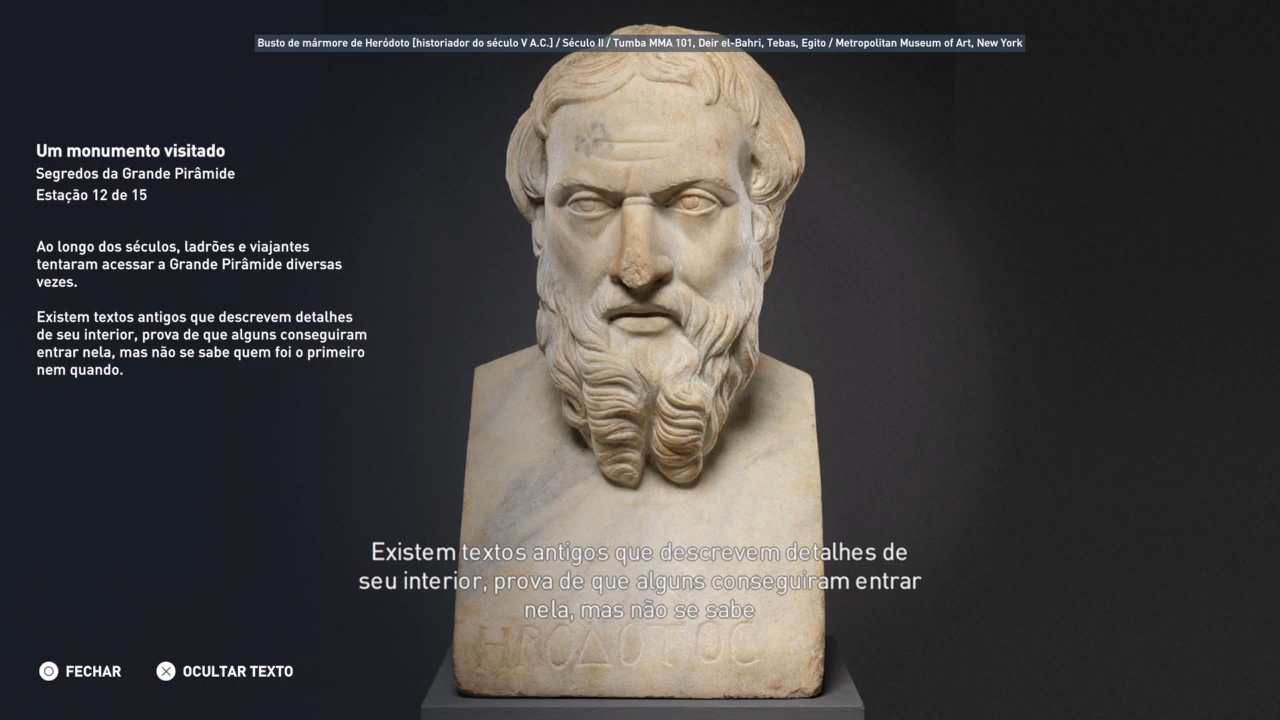 Busto de mármore de Heródoto [historiador do século V A.C.] / Século II / Tumba MMA 101, Deir el-Bahri, Tebas, Egito / Metropolitan Museum of Art, New York
Um monumento visitado
Segredos da Grande Pirâmide
Estação 12 de 15
Ao longo dos séculos, ladrões e viajantes
tentaram acessar a Grande Pirâmide diversas
vezes.
Existem textos antigos que descrevem detalhes
de seu interior, prova de que alguns conseguiram
entrar nela, mas não se sabe quem foi o primeiro
nem quando.
Existem textos antigos que descrevem detalhes de
seu interior, prova de que alguns conseguiram entrar
nela, mas não se sabe
ΗΡΟΔΟΤΟC
FECHAR
OCULTAR TEXTO